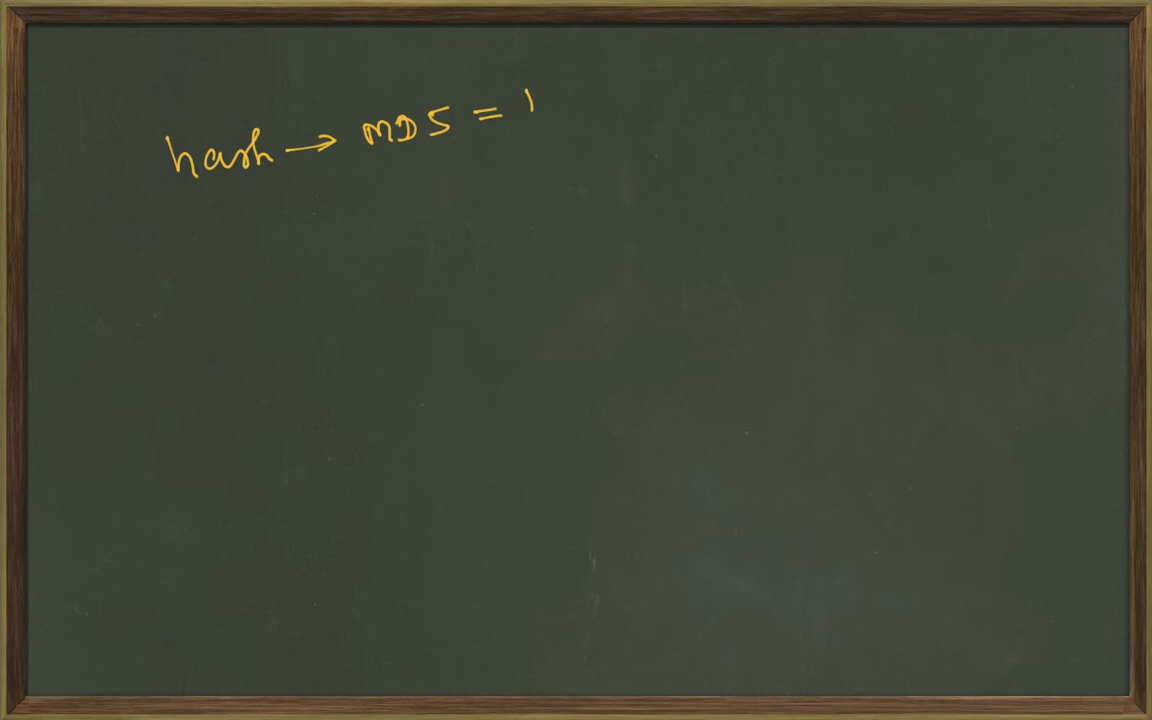 hash → MD5 = 1